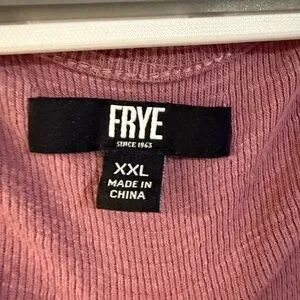 FRYE
SINCE 1863
XXL
MADE IN
CHINA